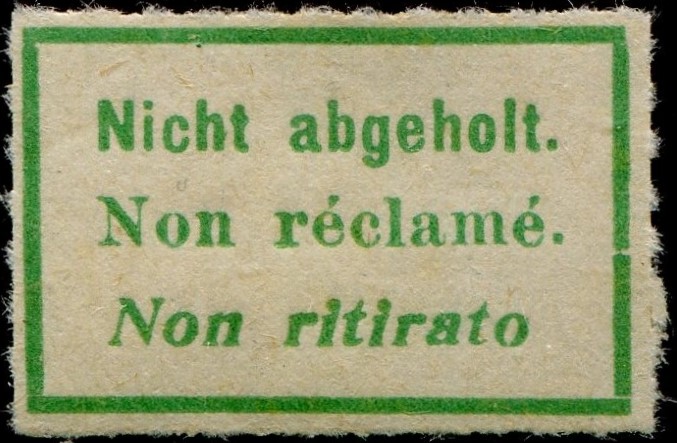 Nicht abgeholt.
Non réclamé.
Non ritirato